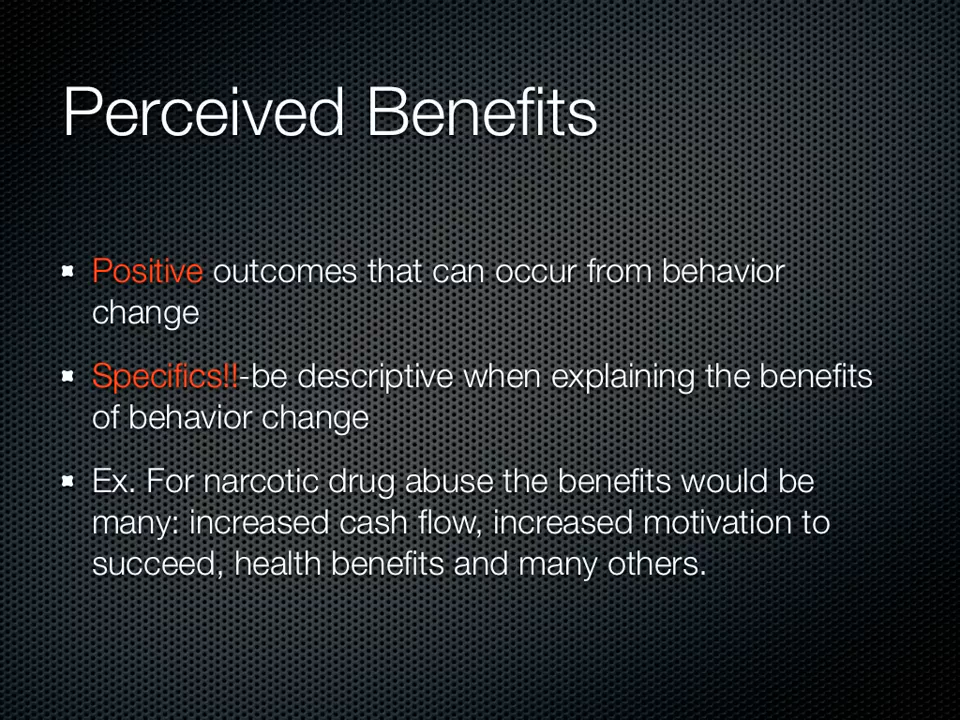 Perceived Benefits
Positive outcomes that can occur from behavior
change
Specifics!!-be descriptive when explaining the benefits
of behavior change
Ex. For narcotic drug abuse the benefits would be
many: increased cash flow, increased motivation to
succeed, health benefits and many others.